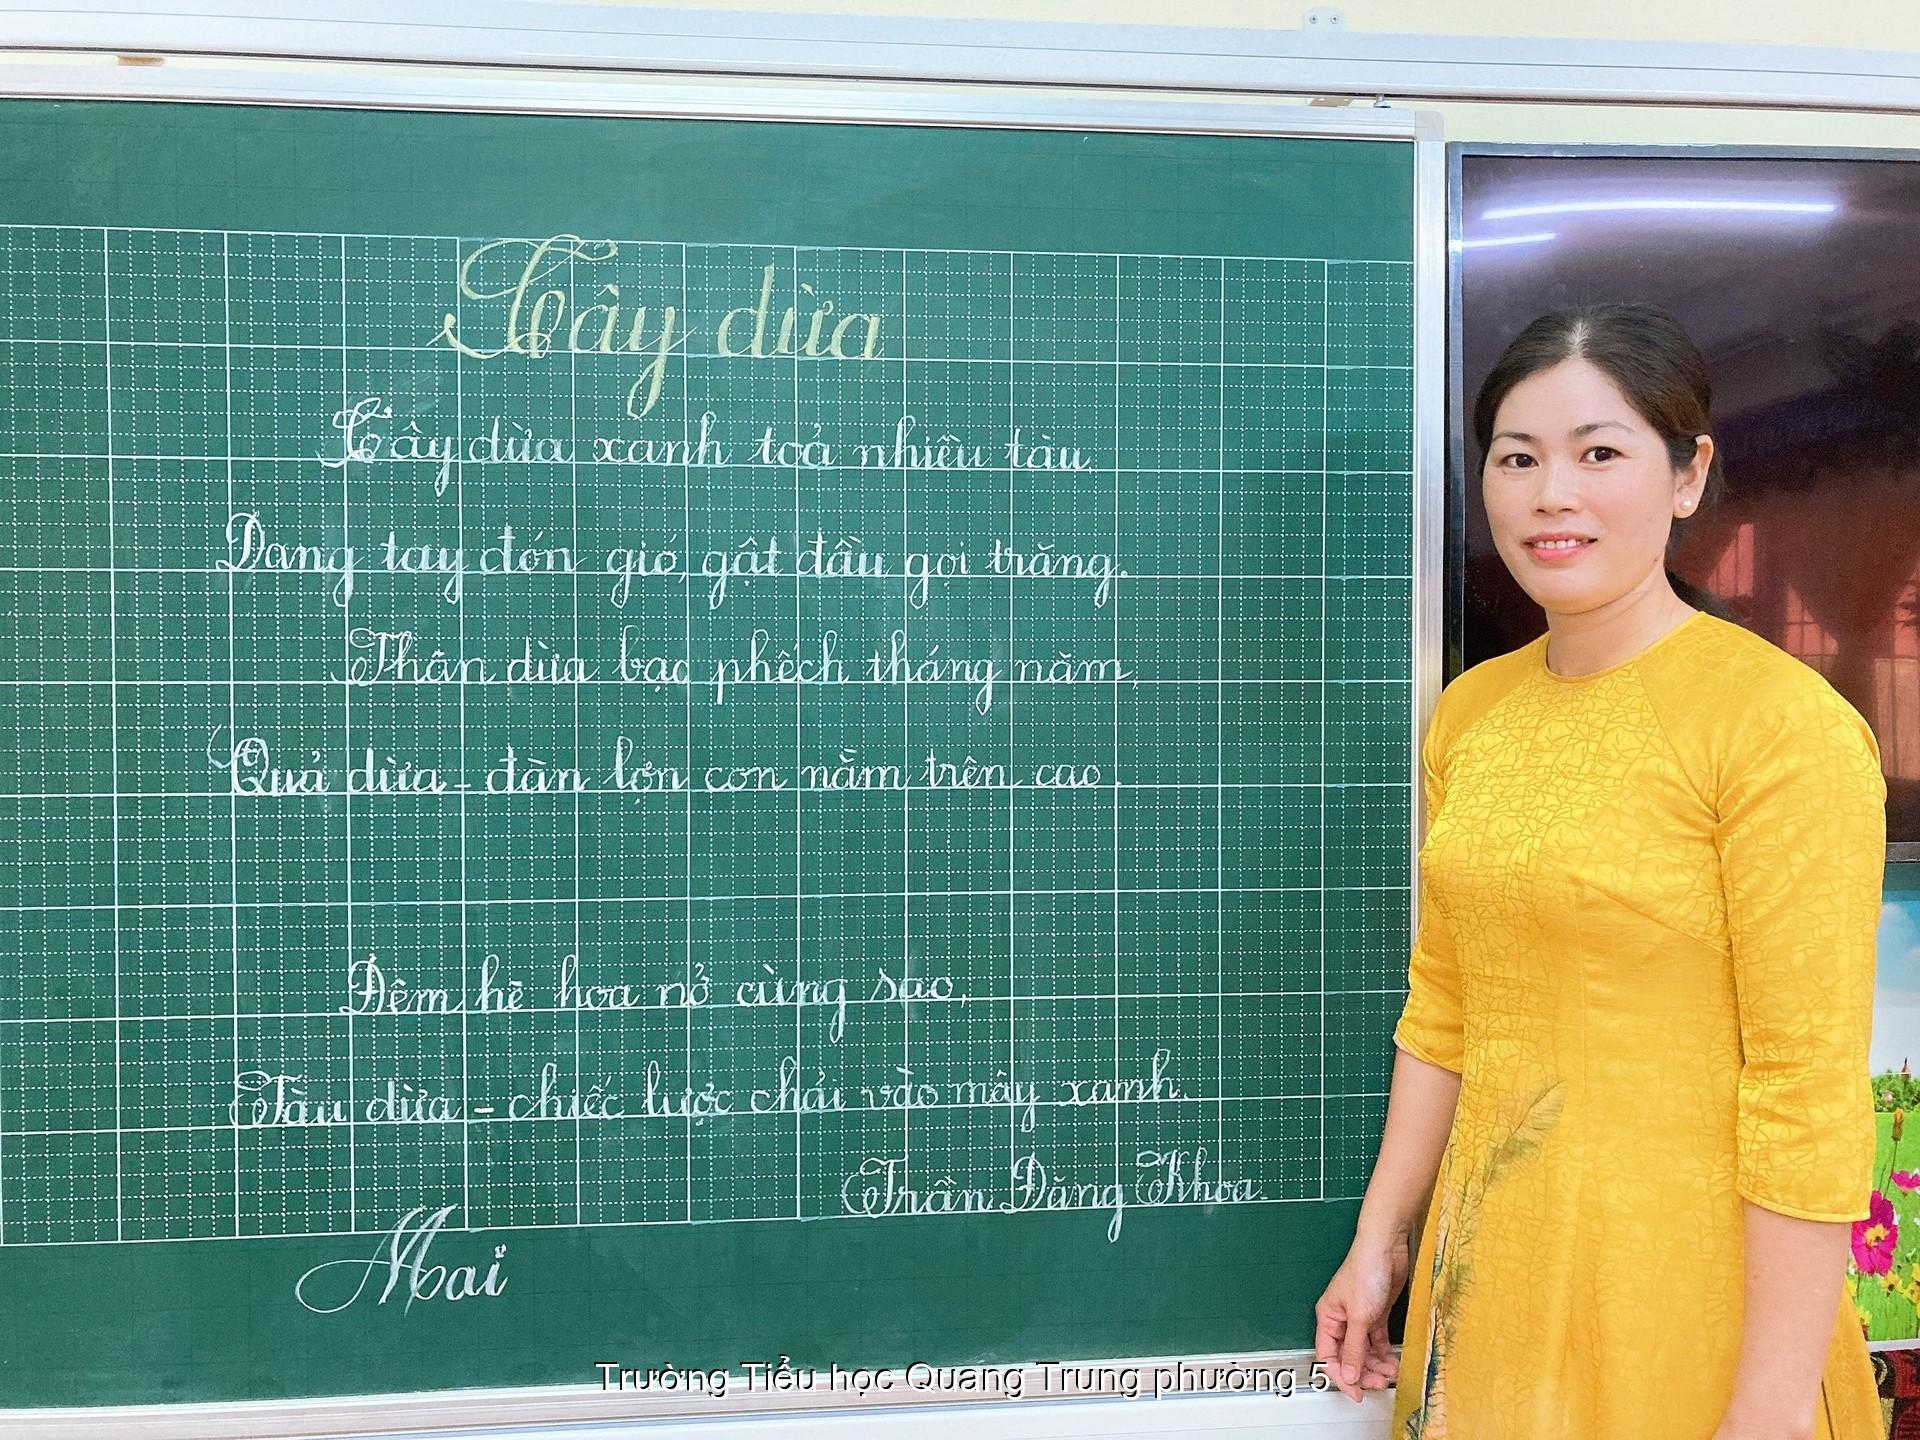 Cây dừa
Cây dừa xanh toả nhiều tàu
Dang tay đón gió, gật đầu gọi trăng.
Thân dừa bạc phếch tháng năm,
Quả dừa - đàn lợn con nằm trên cao.
Đêm hè hoa nở cùng sao,
Tàu dừa - chiếc lược chải vào mây xanh.
Trần Đăng Khoa.
Mai
Trường Tiểu học Quang Trung phường 5